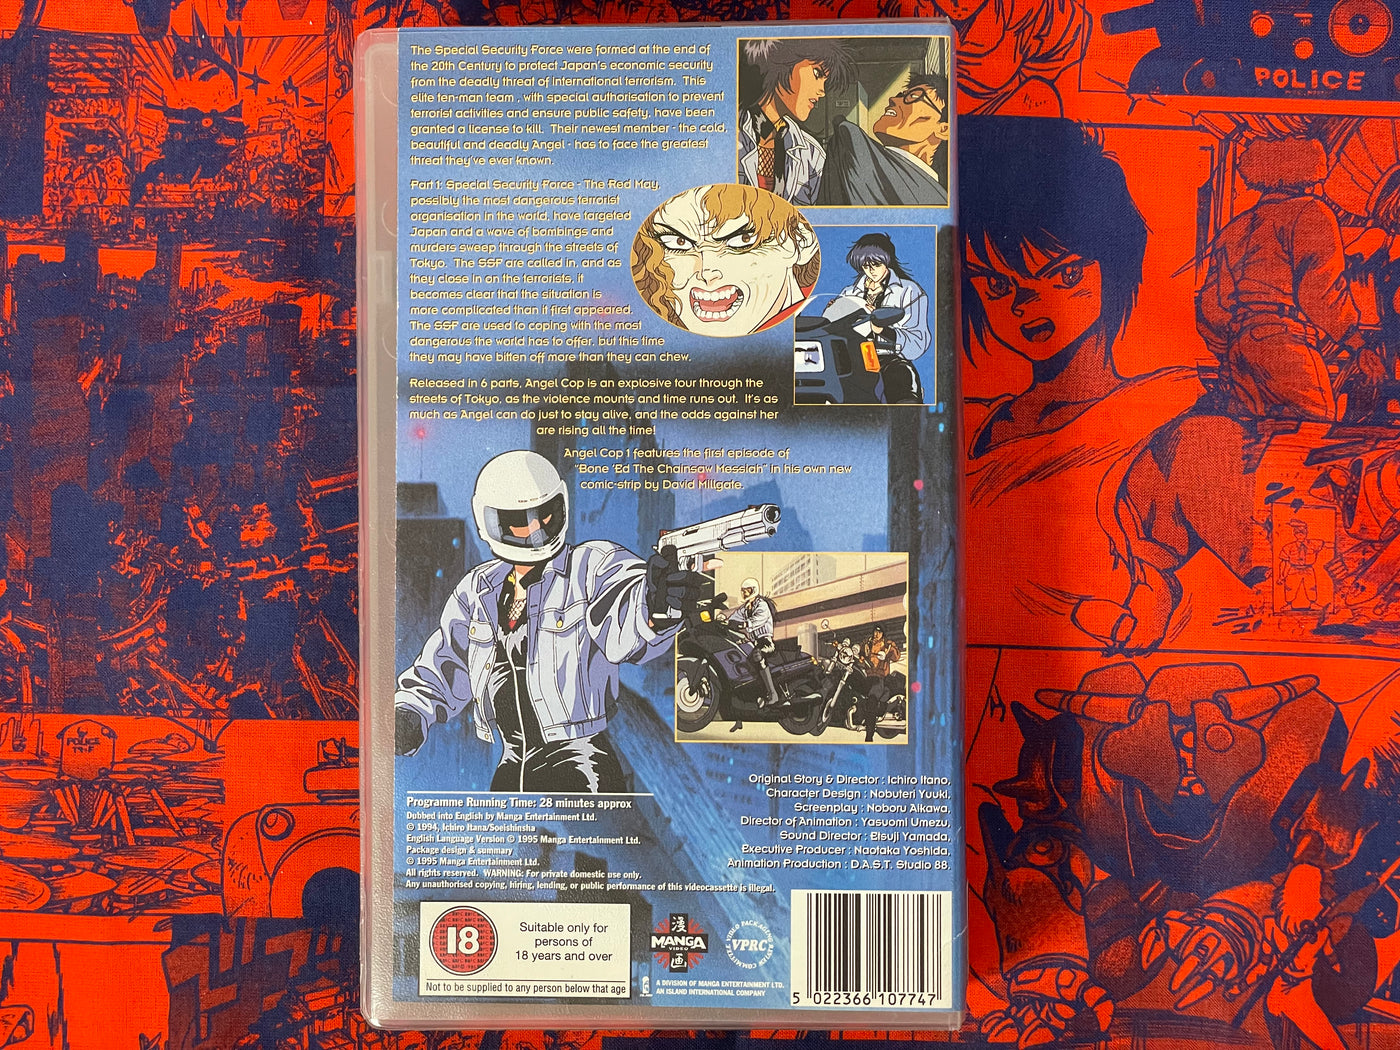 The Special Security Force were formed at the end of
the 20th Century to protect Japan's economic security
from the deadly threat of international terrorism. This
elite ten-man team , with special authorisation to prevent
terrorist activities and ensure public safety, have been
granted a license to kill. Their newest member - the cold,
beautiful and deadly Angel - has to face the greatest
threat they've ever known.
Part 1: Special Security Force - The Red May,
possibly the most dangerous terrorist
organisation in the world, have targeted
Japan and a wave of bombings and
murders sweep through the streets of
Tokyo. The SSF are called in, and as
they close in on the terrorists, it
becomes clear that the situation is
more complicated than it first appeared.
The SSF are used to coping with the most
dangerous the world has to offer, but this time
they may have bitten off more than they can chew.
Released in 6 parts, Angel Cop is an explosive tour through the
streets of Tokyo, as the violence mounts and time runs out. It's as
much as Angel can do just to stay alive, and the odds against her
are rising all the time!
Angel Cop 1 features the first episode of
"Bone 'Ed The Chainsaw Messiah" in his own new
comic-strip by David Millgate.
Original Story & Director : Ichiro Itano,
Character Design : Nobuteri Yuuki,
Screenplay : Noboru Aikawa,
Director of Animation : Yasuomi Umezu,
Sound Director : Etsuji Yamada,
Executive Producer : Naotaka Yoshida,
Animation Production : D.A.S.T. Studio 88.
Programme Running Time: 28 minutes approx
Dubbed into English by Manga Entertainment Ltd.
© 1994, Ichiro Itana/Soeishinsha
English Language Version © 1995 Manga Entertainment Ltd.
Package design & summary
© 1995 Manga Entertainment Ltd.
All rights reserved. WARNING: For private domestic use only.
Any unauthorised copying, hiring, lending, or public performance of this videocassette is illegal.
18
Suitable only for
persons of
18 years and over
Not to be supplied to any person below that age
漫
MANGA
VIDEO
画
VIDEO PACKAGING REVIEW COMMITTEE
VPRC
A DIVISION OF MANGA ENTERTAINMENT LTD.
AN ISLAND INTERNATIONAL COMPANY
5 022366 107747
POLICE
POLICE